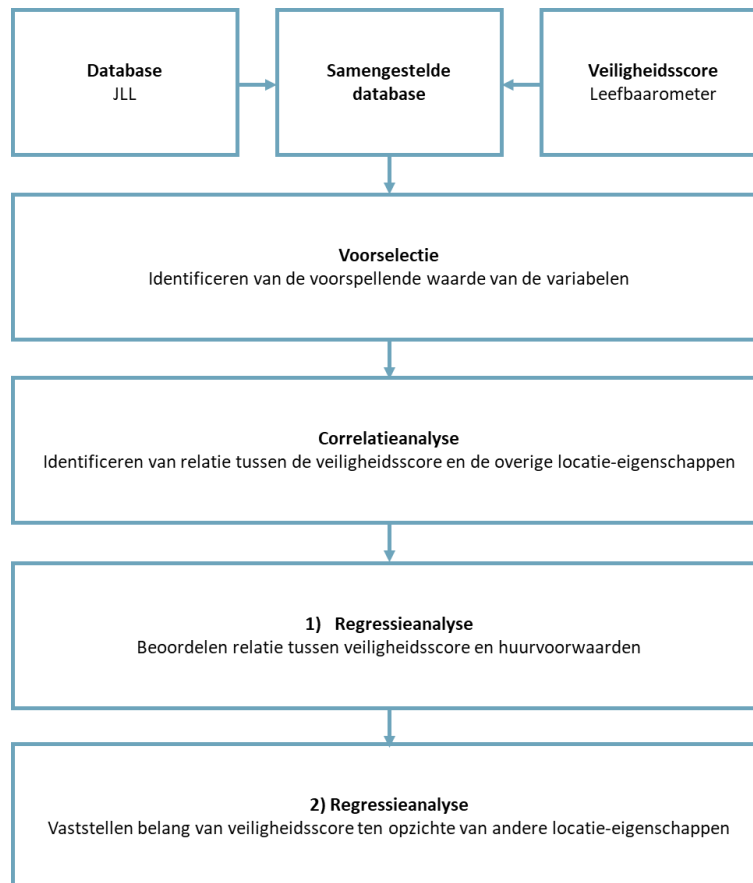 Database
JLL
Samengestelde
database
Veiligheidsscore
Leefbaarometer
Voorselectie
Identificeren van de voorspellende waarde van de variabelen
Correlatieanalyse
Identificeren van relatie tussen de veiligheidsscore en de overige locatie-eigenschappen
1) Regressieanalyse
Beoordelen relatie tussen veiligheidsscore en huurvoorwaarden
2) Regressieanalyse
Vaststellen belang van veiligheidsscore ten opzichte van andere locatie-eigenschappen